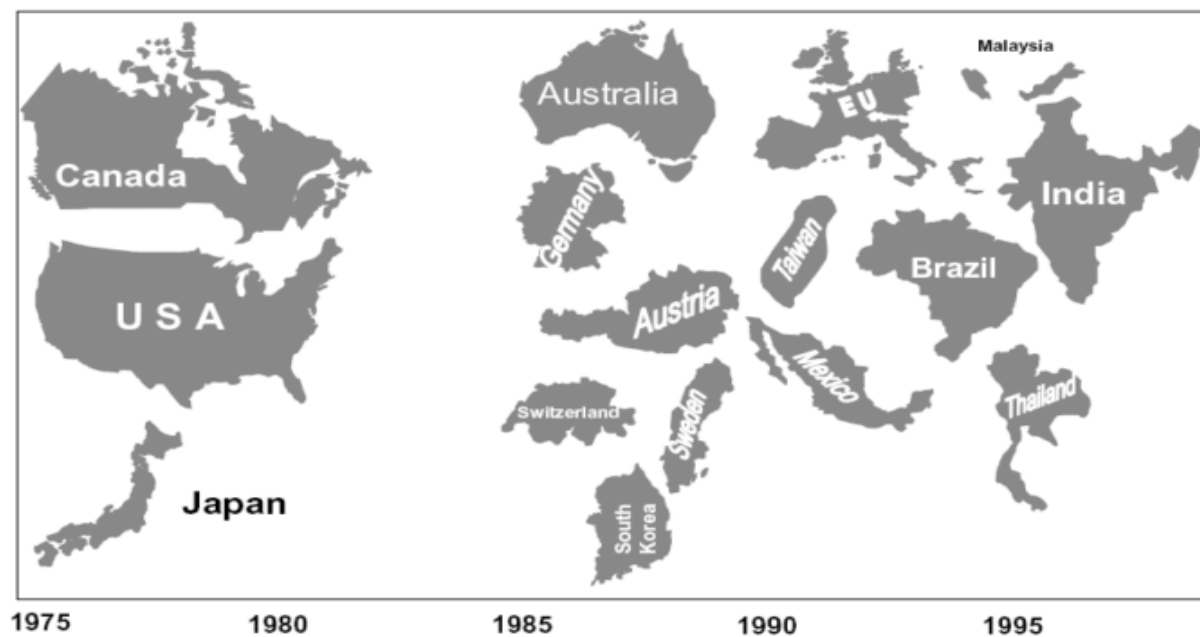 Malaysia
Australia
EU
Canada
Germany
India
Taiwan
Brazil
USA
Austria
Mexico
Thailand
Switzerland
Sweden
Japan
South
Korea
1975 1980 1985 1990 1995